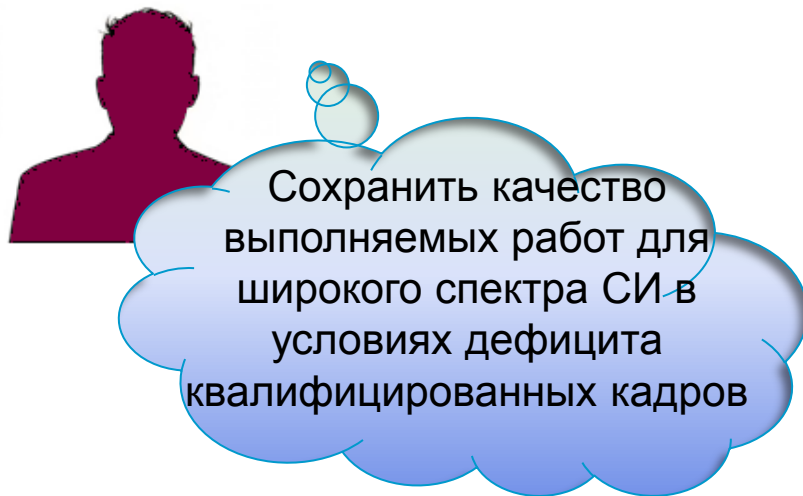 Сохранить качество
выполняемых работ для
широкого спектра СИ в
условиях дефицита
квалифицированных кадров